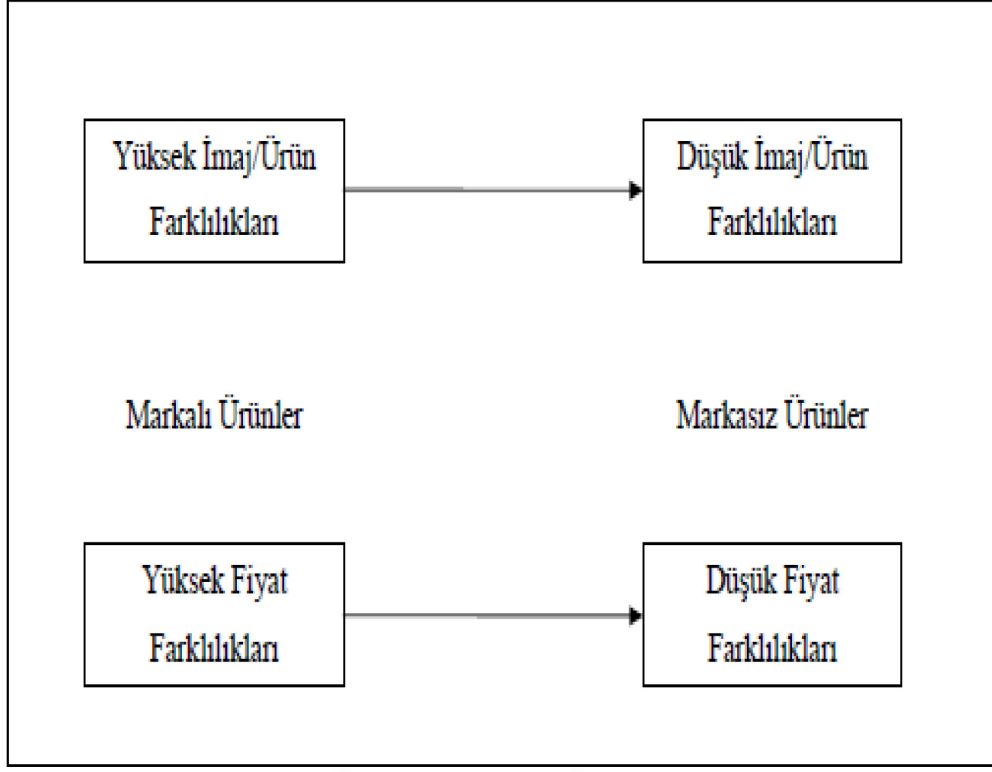 Yüksek İmaj/Ürün
Farklılıkları
Düşük İmaj/Ürün
Farklılıkları
Markalı Ürünler
Markasız Ürünler
Yüksek Fiyat
Farklılıkları
Düşük Fiyat
Farklılıkları